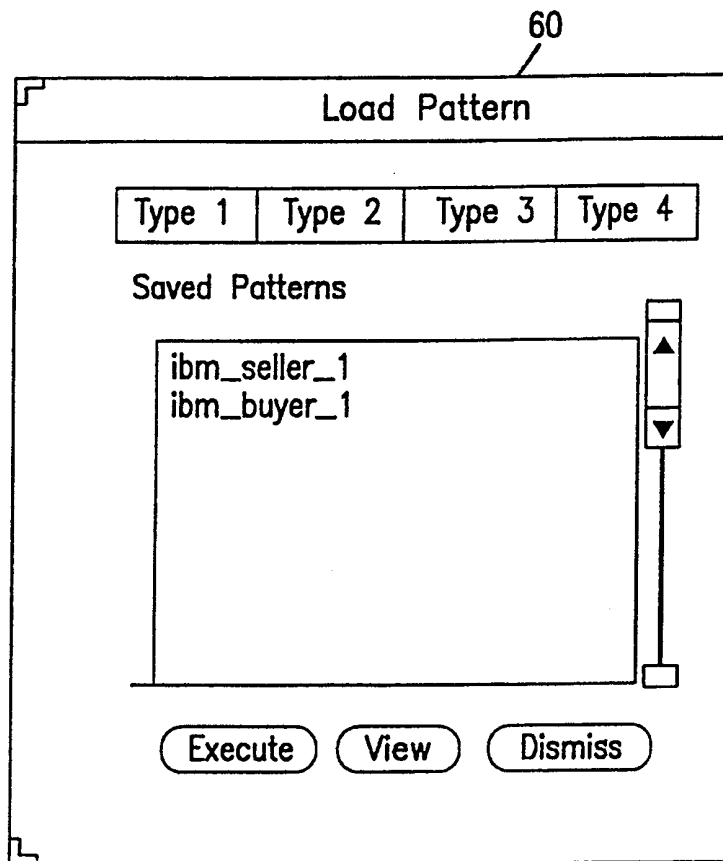 60
Load Pattern
Type 1 Type 2 Type 3 Type 4
Saved Patterns
ibm_seller_1
ibm_buyer_1
Execute View Dismiss